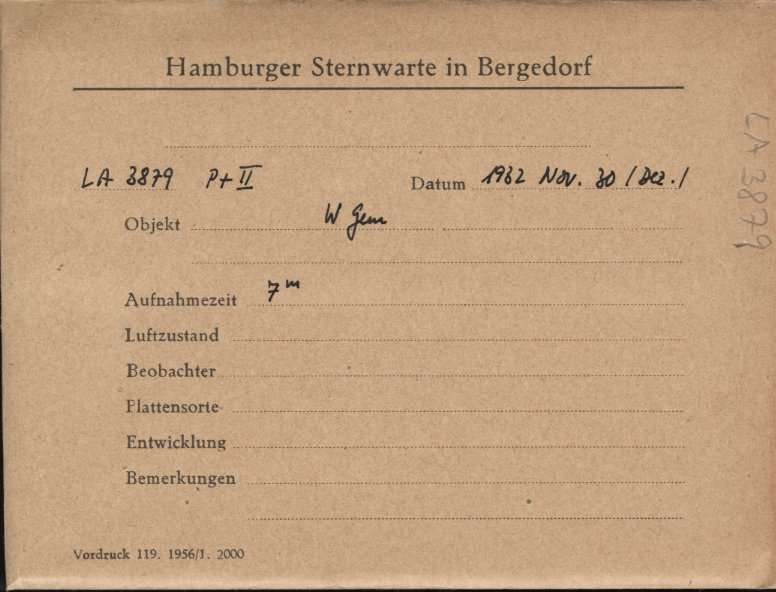 Hamburger Sternwarte in Bergedorf
LA 3879 P+II Datum 1932 Nov. 30 / Dez. 1
Objekt W Gem
Aufnahmezeit 7m
Luftzustand
Beobachter
Plattensorte
Entwicklung
Bemerkungen
Vordruck 119. 1956/1. 2000
LA 3879